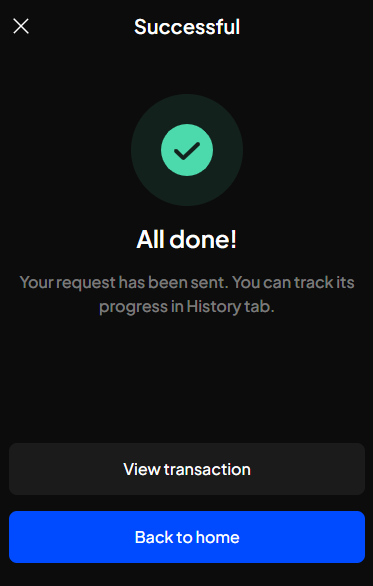 Successful
All done!
Your request has been sent. You can track its
progress in History tab.
View transaction
Back to home